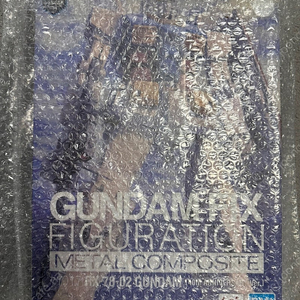 GUNDAM FIX
FIGURATION
METAL COMPOSITE
RX-78-02 GUNDAM